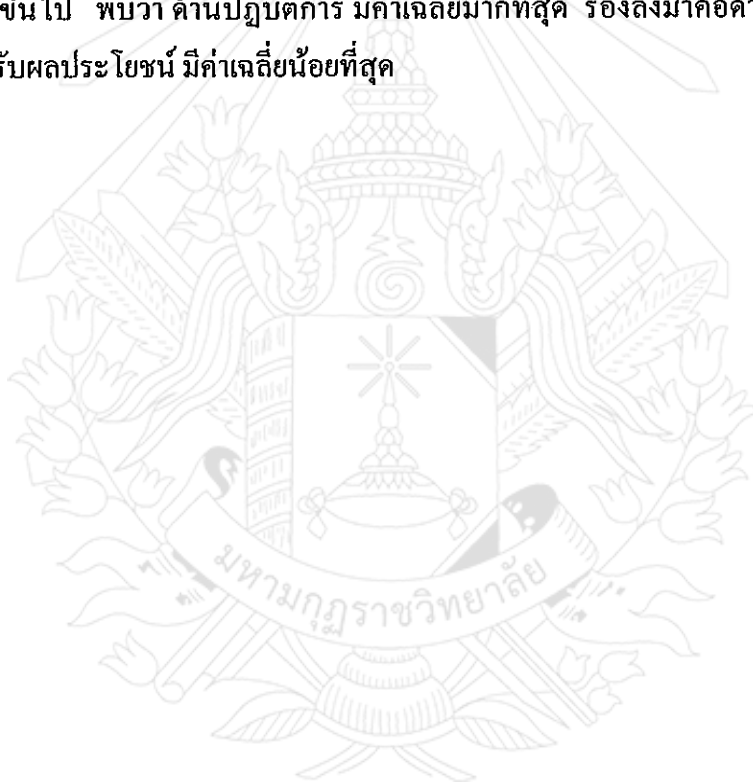 ขึ้นไป พบว่า ด้านปฏิบัติการ มีค่าเฉลี่ยมากที่สุด รองลงมาคือ
รับผลประโยชน์ มีค่าเฉลี่ยน้อยที่สุด
มหามกุฏราชวิทยาลัย